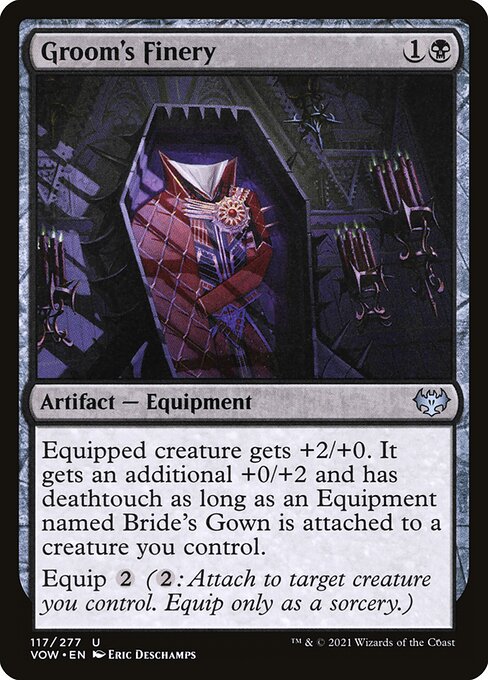 Groom's Finery 1
Artifact — Equipment
Equipped creature gets +2/+0. It
gets an additional +0/+2 and has
deathtouch as long as an Equipment
named Bride's Gown is attached to a
creature you control.
Equip 2 (2: Attach to target creature
you control. Equip only as a sorcery.)
117/277 U
VOW • EN Eric Deschamps
™ & © 2021 Wizards of the Coast